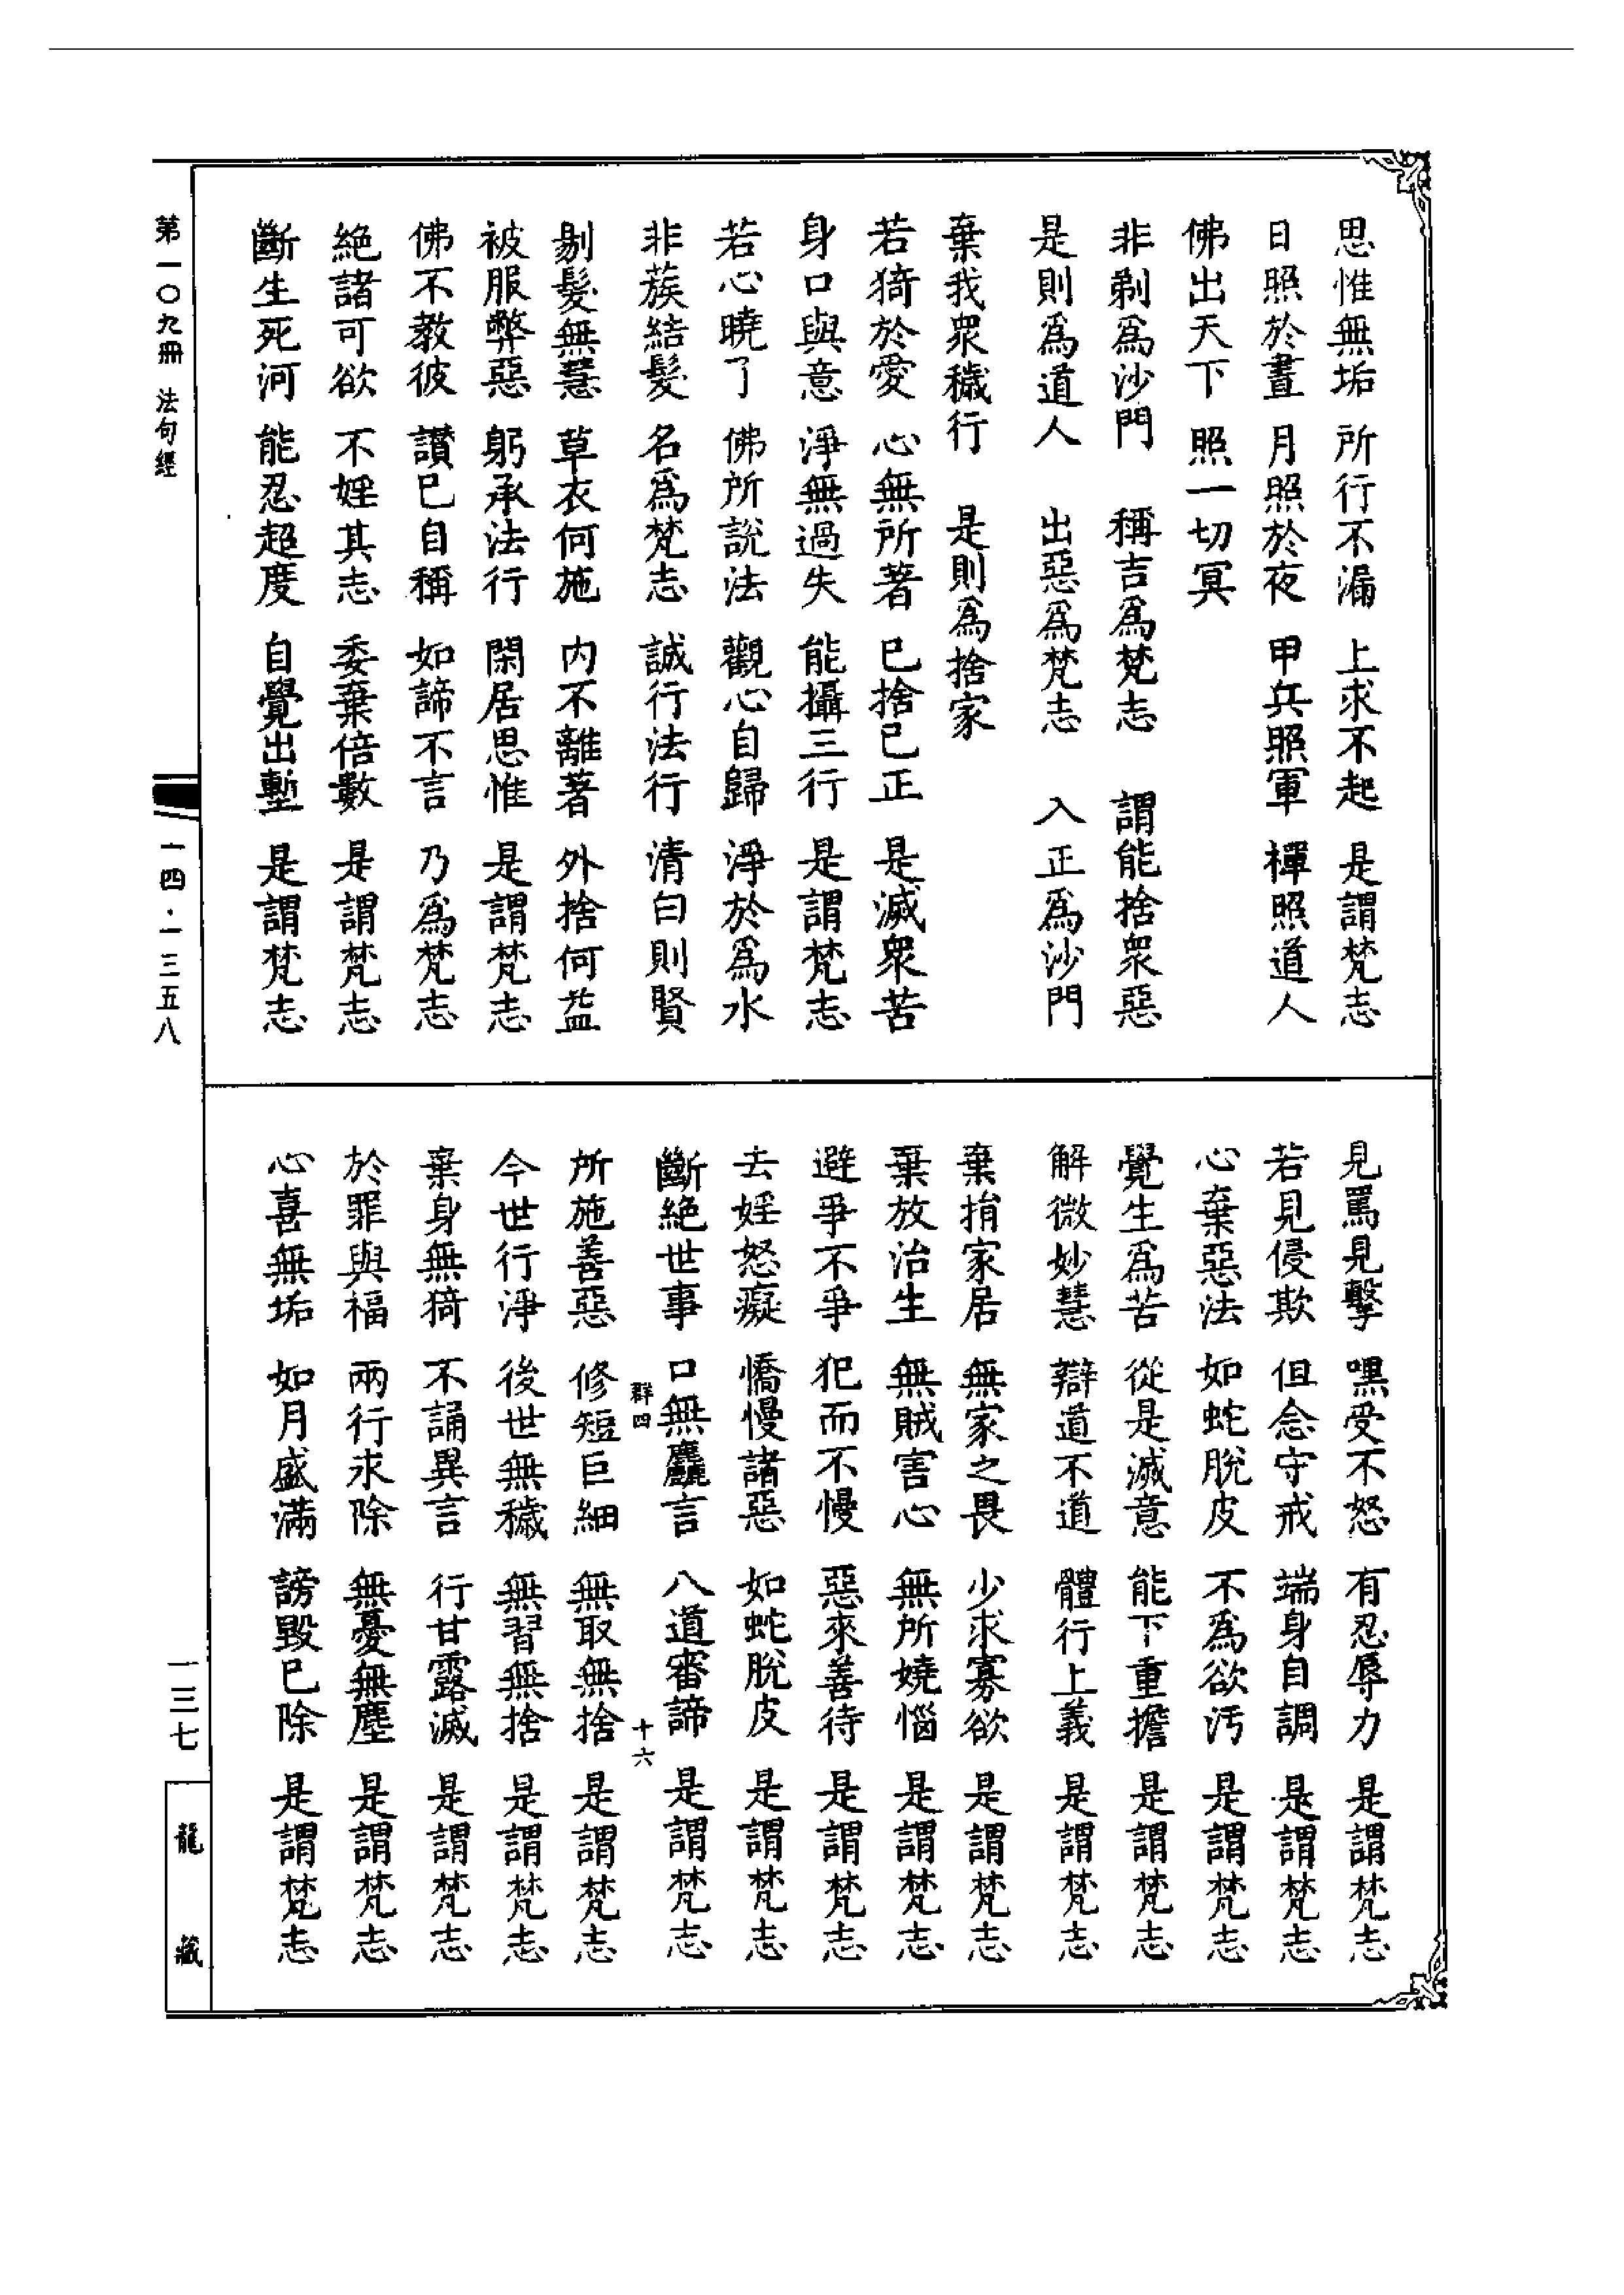 思惟無垢 所行不漏 上求不起 是謂梵志
日照於晝 月照於夜 甲兵照軍 禪照道人
佛出天下 照一切冥
非剃爲沙門 稱吉爲梵志 謂能捨衆惡
是則爲道人 出惡爲梵志 入正爲沙門
棄我衆穢行 是則爲捨家
若猗於愛 心無所著 已捨已正 是滅衆苦
身口與意 淨無過失 能攝三行 是謂梵志
若心曉了 佛所說法 觀心自歸 淨於爲水
非蔟結髮 名爲梵志 誠行法行 清白則賢
剔髮無慧 草衣何施 内不離著 外捨何益
被服弊惡 躬承法行 閑居思惟 是謂梵志
佛不教彼 讚已自稱 如諦不言 乃爲梵志
絕諸可欲 不婬其志 委棄倍數 是謂梵志
斷生死河 能忍超度 自覺出塹 是謂梵志
見罵見擊 嘿受不怒 有忍辱力 是謂梵志
若見侵欺 但念守戒 端身自調 是謂梵志
心棄惡法 如蛇脫皮 不爲欲汚 是謂梵志
覺生爲苦 從是滅意 能下重擔 是謂梵志
解微妙慧 辯道不道 體行上義 是謂梵志
棄捐家居 無家之畏 少求寡欲 是謂梵志
棄放治生 無賊害心 無所嬈惱 是謂梵志
避爭不爭 犯而不慢 惡來善待 是謂梵志
去婬怒癡 憍慢諸惡 如蛇脫皮 是謂梵志
斷絕世事 口無麤言 八道審諦 是謂梵志
群四 十六
所施善惡 修短巨細 無取無捨 是謂梵志
今世行淨 後世無穢 無習無捨 是謂梵志
棄身無猗 不誦異言 行甘露滅 是謂梵志
於罪與福 兩行永除 無憂無塵 是謂梵志
心喜無垢 如月盛滿 謗毀已除 是謂梵志
第一〇九冊 法句經
一四·一三五八
一三七
龍藏